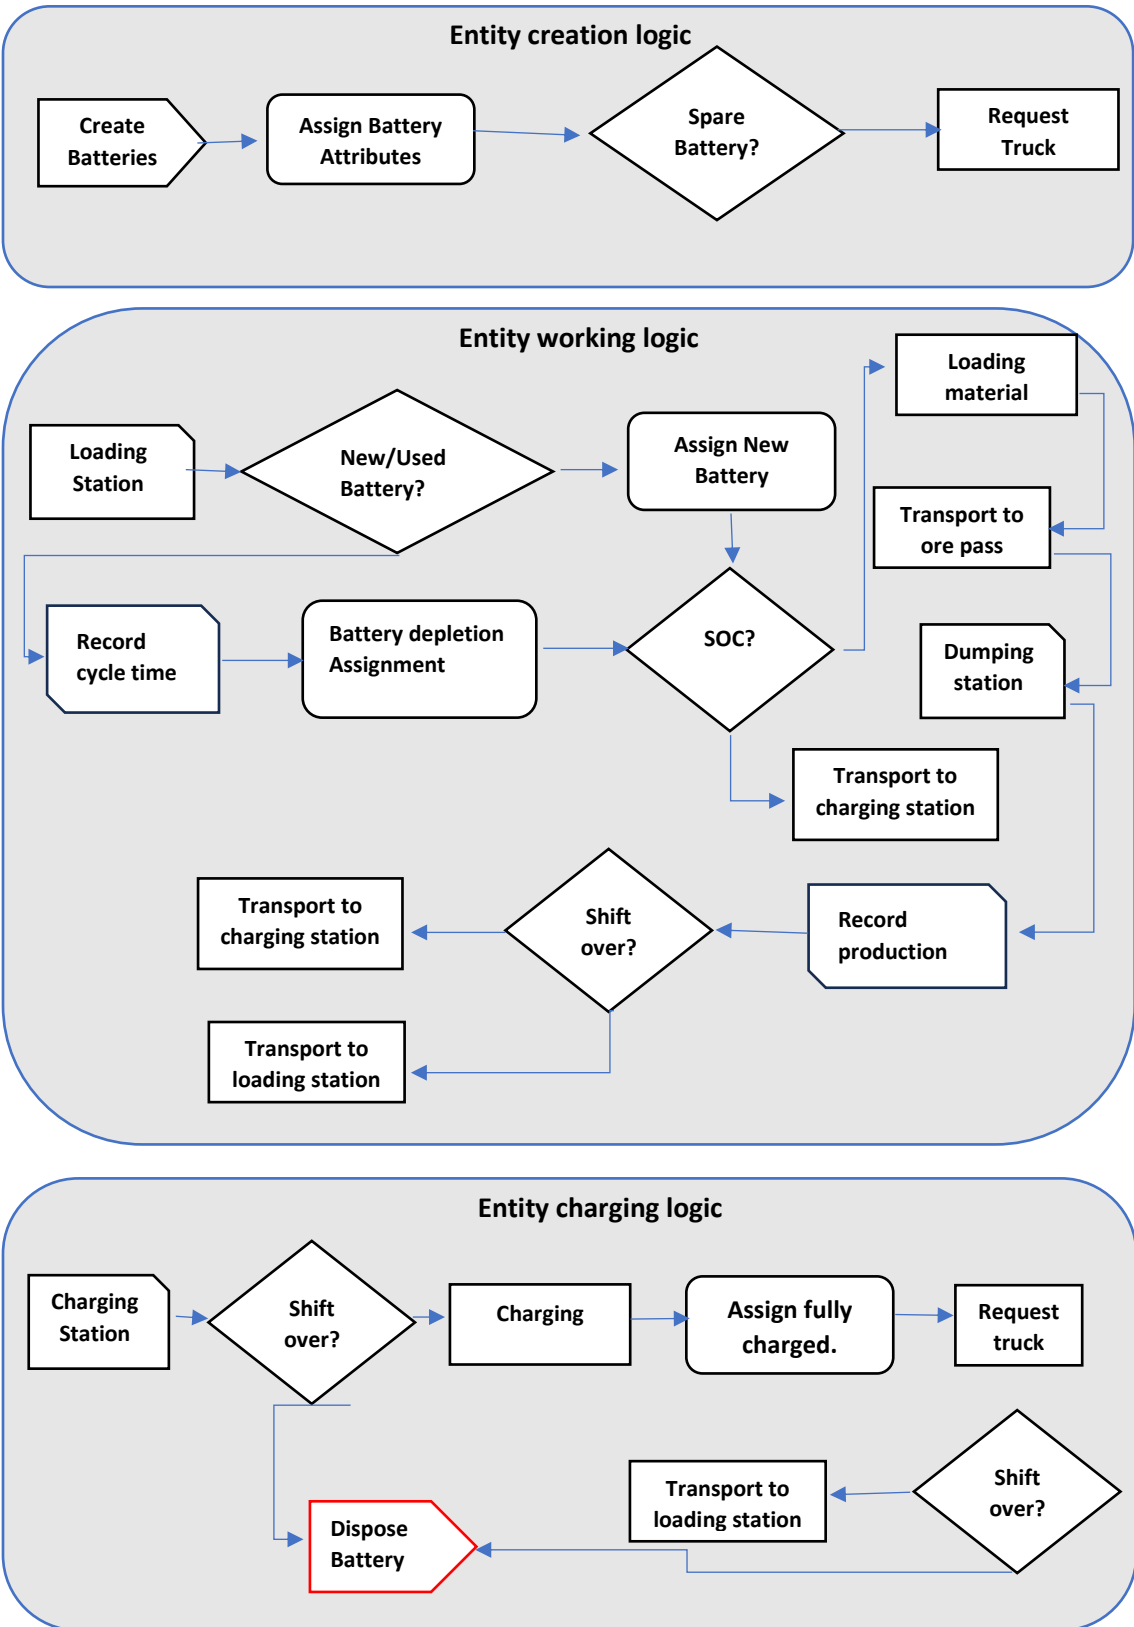 Entity creation logic
Create
Batteries
Assign Battery
Attributes
Spare
Battery?
Request
Truck
Entity working logic
Loading
Station
New/Used
Battery?
Assign New
Battery
Loading
material
Transport to
ore pass
Record
cycle time
Battery depletion
Assignment
SOC?
Dumping
station
Transport to
charging station
Transport to
charging station
Shift
over?
Record
production
Transport to
loading station
Entity charging logic
Charging
Station
Shift
over?
Charging
Assign fully
charged.
Request
truck
Dispose
Battery
Transport to
loading station
Shift
over?